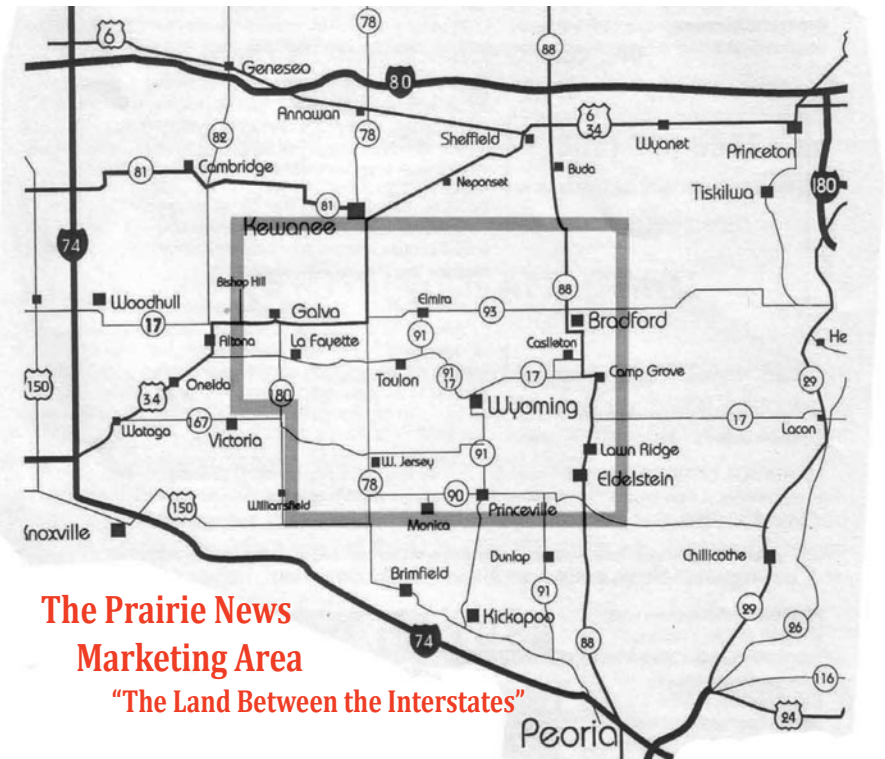 78
6
88
Geneseo
80
Annawan
78
6
34
Sheffield
Wyanet
82
Princeton
Cambridge
81
Buda
Neponset
Tiskilwa
180
81
Kewanee
74
Bishop Hill
88
Woodhull
Galva
Elmira
93
17
Bradford
Altona
La Fayette
91
Castleton
He
Toulon
91
17
17
Camp Grove
150
Oneida
29
34
180
Wyoming
17
Lacon
167
Wataga
Victoria
91
Lawn Ridge
W. Jersey
78
Eldelstein
Williamsfield
90
150
Princeville
Monica
Knoxville
Dunlap
Chillicothe
Brimfield
91
29
The Prairie News
Kickapoo
26
74
88
Marketing Area
116
“The Land Between the Interstates”
24
Peoria